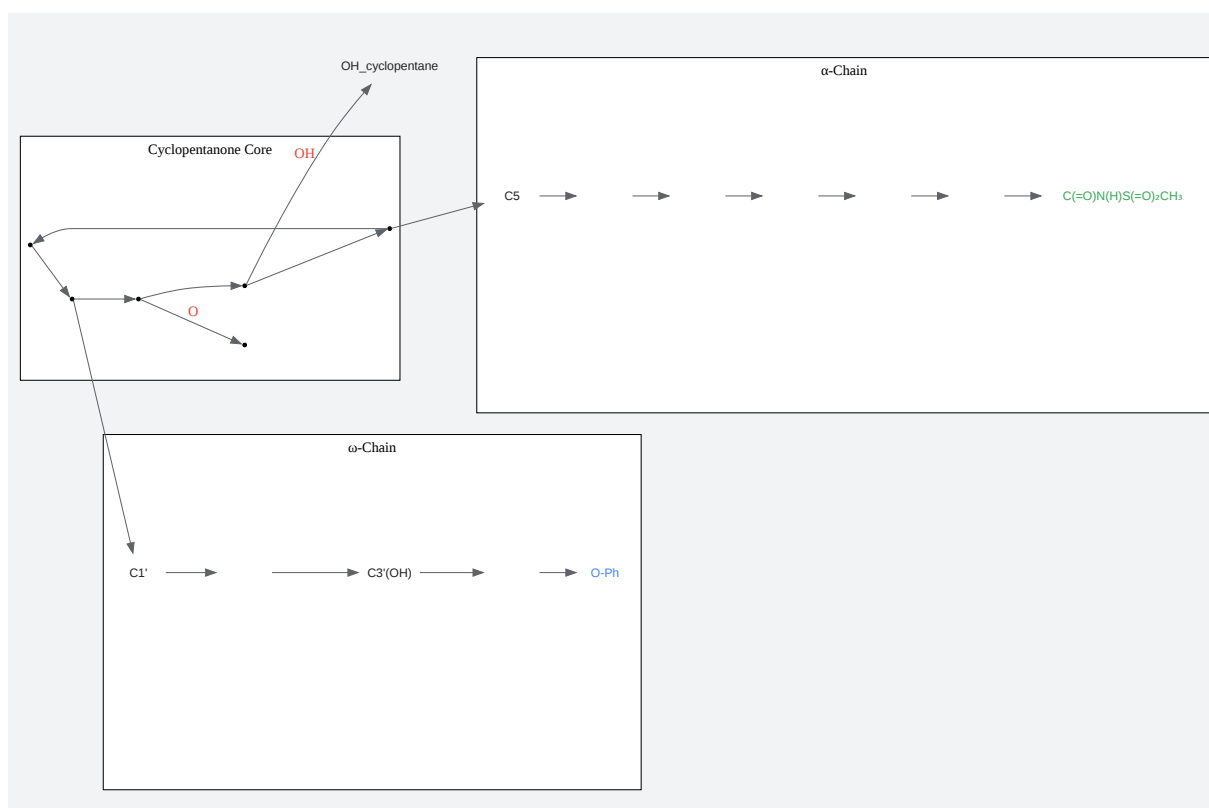 OH_cyclopentane
α-Chain
Cyclopentanone Core
OH
C5
C(=O)N(H)S(=O)₂CH₃
O
ω-Chain
C1'
C3'(OH)
O-Ph